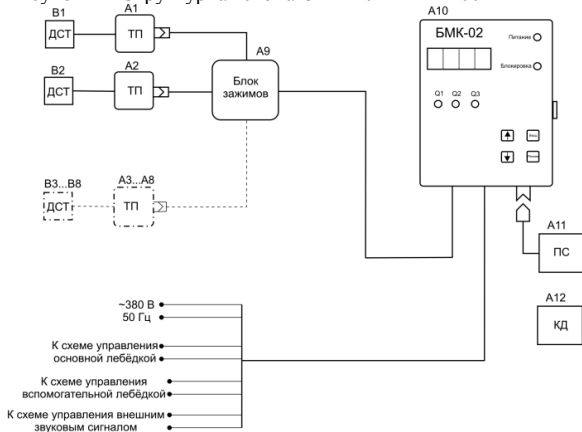 В1
ДСТ
А1
ТП
В2
ДСТ
А2
ТП
А9
Блок
зажимов
В3...В8
ДСТ
А3...А8
ТП
А10
БМК-02
Питание
Блокировка
Q1 Q2 Q3
А11
ПС
А12
КД
~380 В
50 Гц
К схеме управления
основной лебёдкой
К схеме управления
вспомогательной лебёдкой
К схеме управления внешним
звуковым сигналом